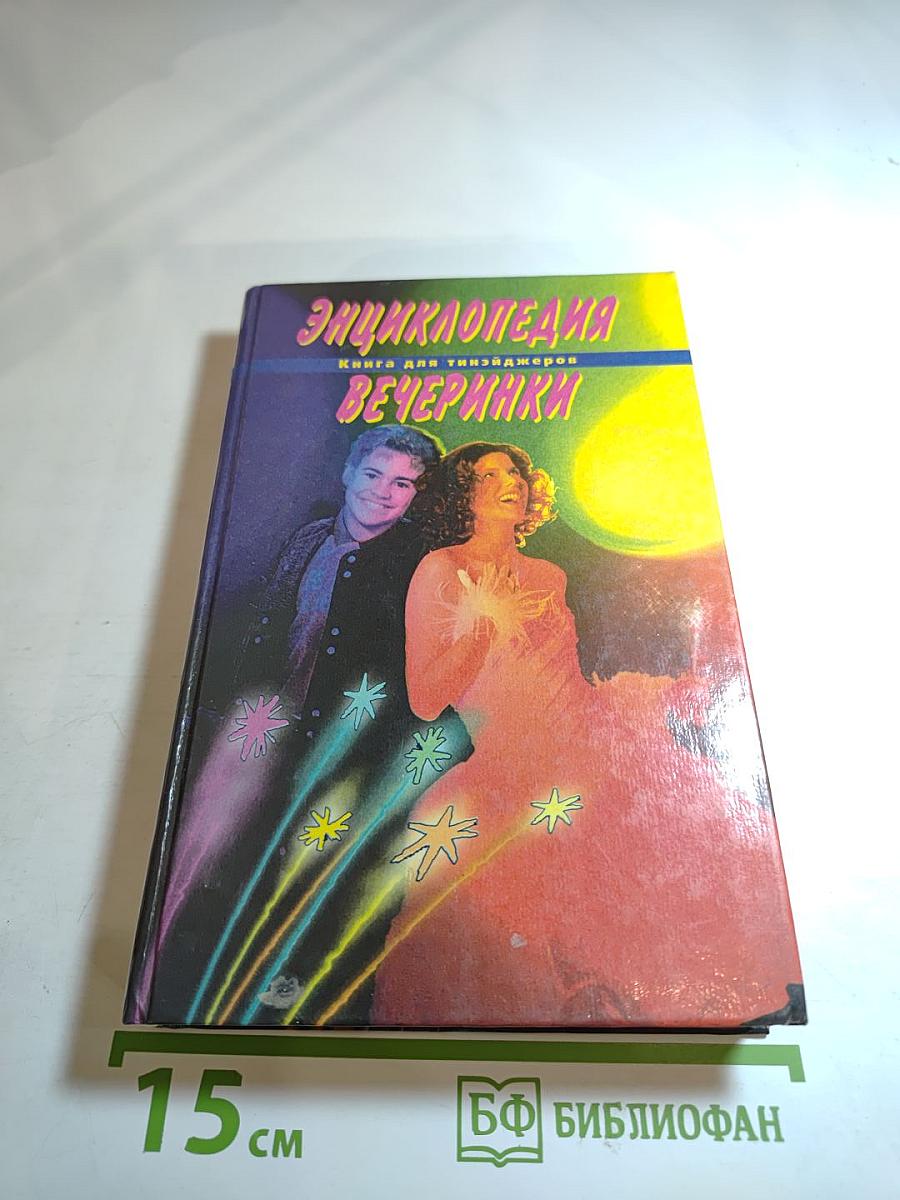 ЭНЦИКЛОПЕДИЯ
Книга для тинэйджеров
ВЕЧЕРИНКИ
15 см
БФ БИБЛИОФАН